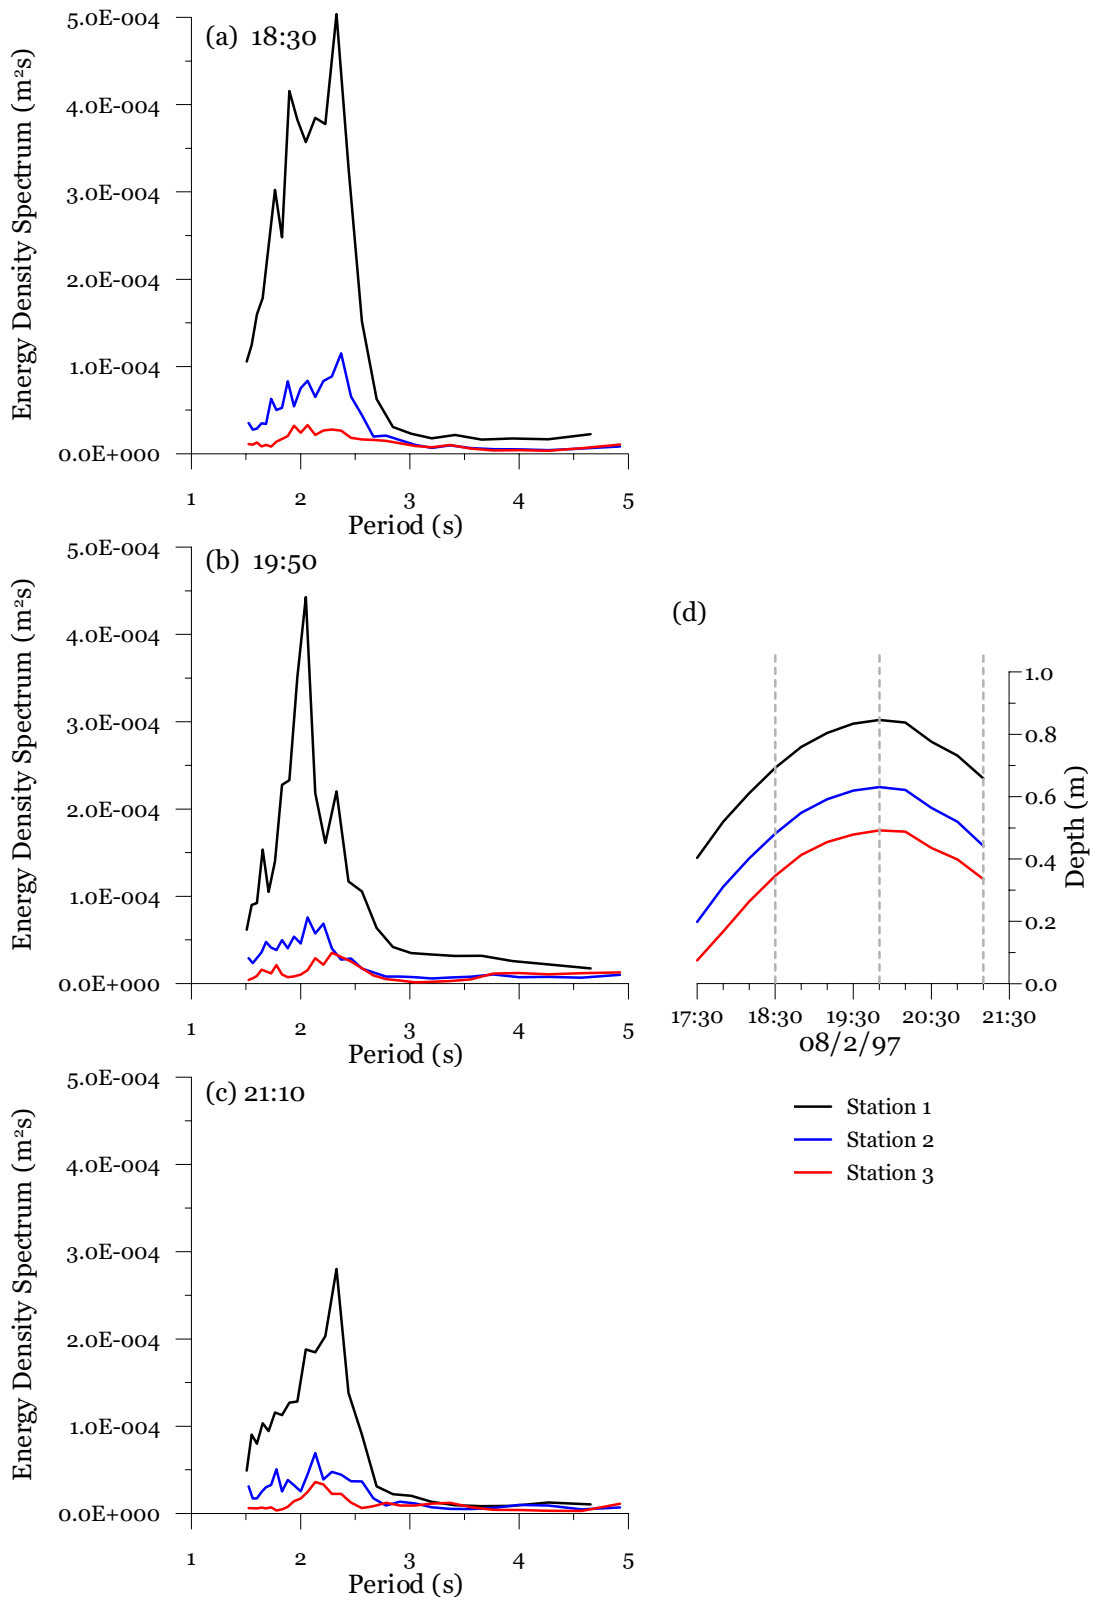 (a) 18:30
Energy Density Spectrum (m²s)
5.0E-004
4.0E-004
3.0E-004
2.0E-004
1.0E-004
0.0E+000
1 2 3 4 5
Period (s)
(b) 19:50
Energy Density Spectrum (m²s)
5.0E-004
4.0E-004
3.0E-004
2.0E-004
1.0E-004
0.0E+000
1 2 3 4 5
Period (s)
(d)
1.0
0.8
0.6
0.4
0.2
0.0
Depth (m)
17:30 18:30 19:30 20:30 21:30
08/2/97
(c) 21:10
Energy Density Spectrum (m²s)
5.0E-004
4.0E-004
3.0E-004
2.0E-004
1.0E-004
0.0E+000
1 2 3 4 5
Period (s)
Station 1
Station 2
Station 3